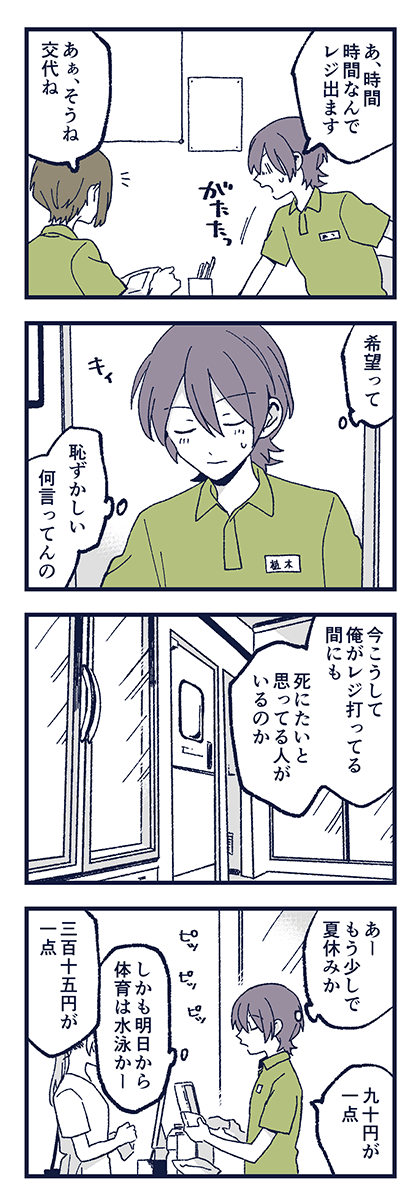 あ、時間
時間なんで
レジ出ます
あぁ、そうね
交代ね
がたたっ
希望って
キィ
恥ずかしい
何言ってんの
植木
今こうして
俺がレジ打ってる
間にも
死にたいと
思ってる人が
いるのか
あー
もう少しで
夏休みか
九十円が
一点
ピッ
ピッ
ピッ
しかも明日から
体育は水泳かー
三百十五円が
一点